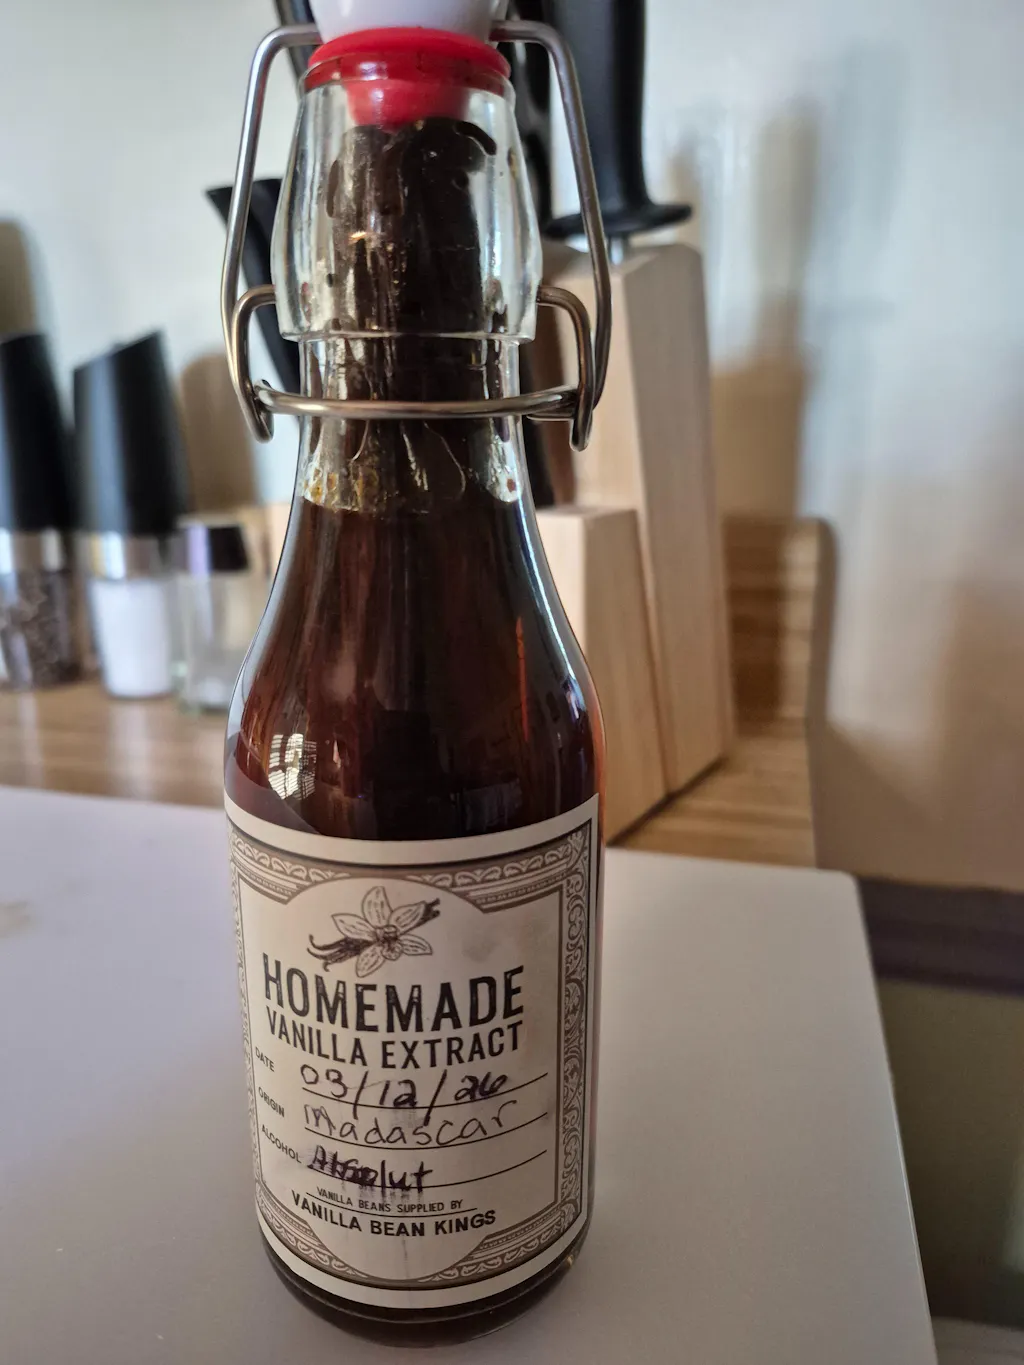 HOMEMADE
VANILLA EXTRACT
DATE 03/12/26
ORIGIN Madascar
ALCOHOL Absolut
VANILLA BEANS SUPPLIED BY
VANILLA BEAN KINGS